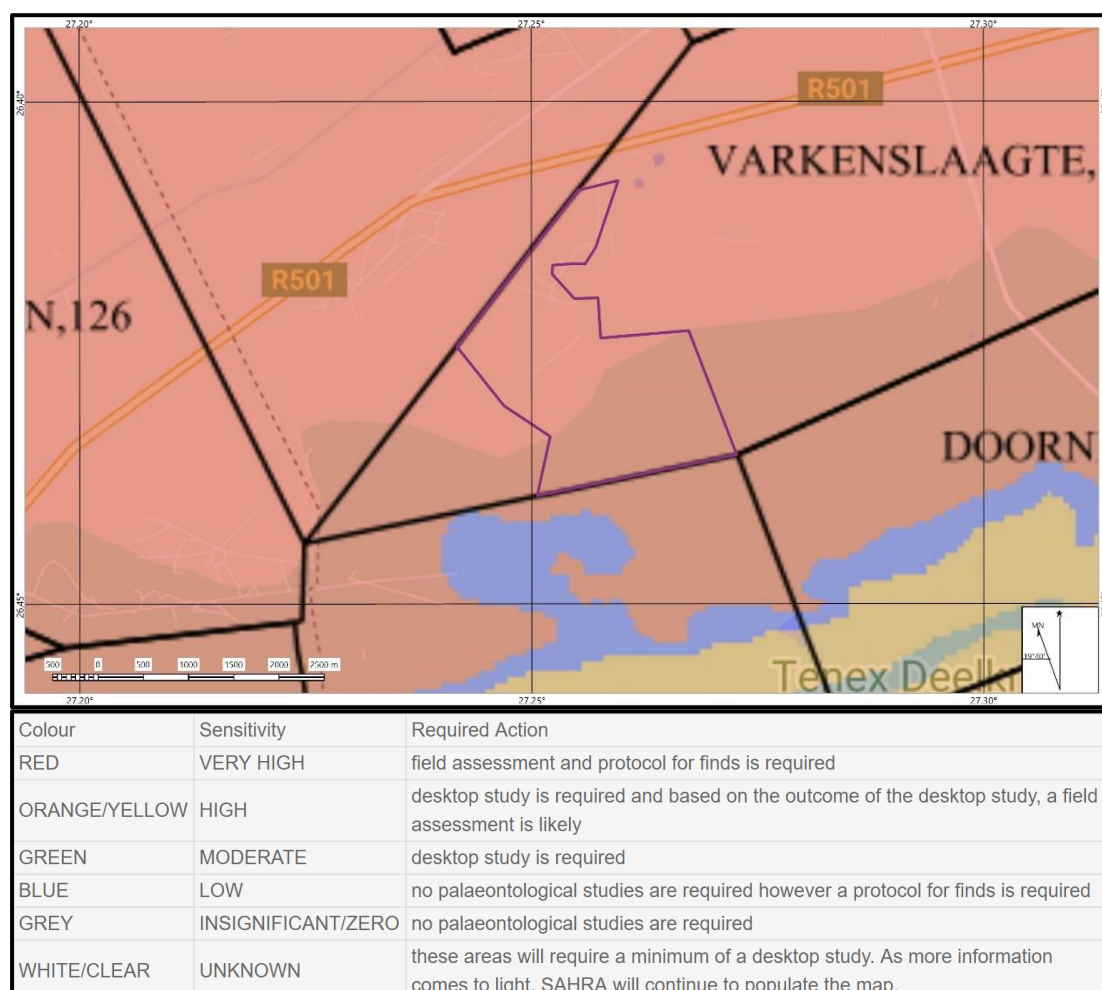 27.20° 27.25° 27.30°
26.40°
R501
VARKENSLAAGTE,
R501
N,126
DOORN
26.45°
MN
19°40'
500 0 500 1000 1500 2000 2500 m
Tenex Deelkr
27.20° 27.25° 27.30°
Colour Sensitivity Required Action
RED VERY HIGH field assessment and protocol for finds is required
ORANGE/YELLOW HIGH desktop study is required and based on the outcome of the desktop study, a field
assessment is likely
GREEN MODERATE desktop study is required
BLUE LOW no palaeontological studies are required however a protocol for finds is required
GREY INSIGNIFICANT/ZERO no palaeontological studies are required
WHITE/CLEAR UNKNOWN these areas will require a minimum of a desktop study. As more information
comes to light, SAHRA will continue to populate the map.